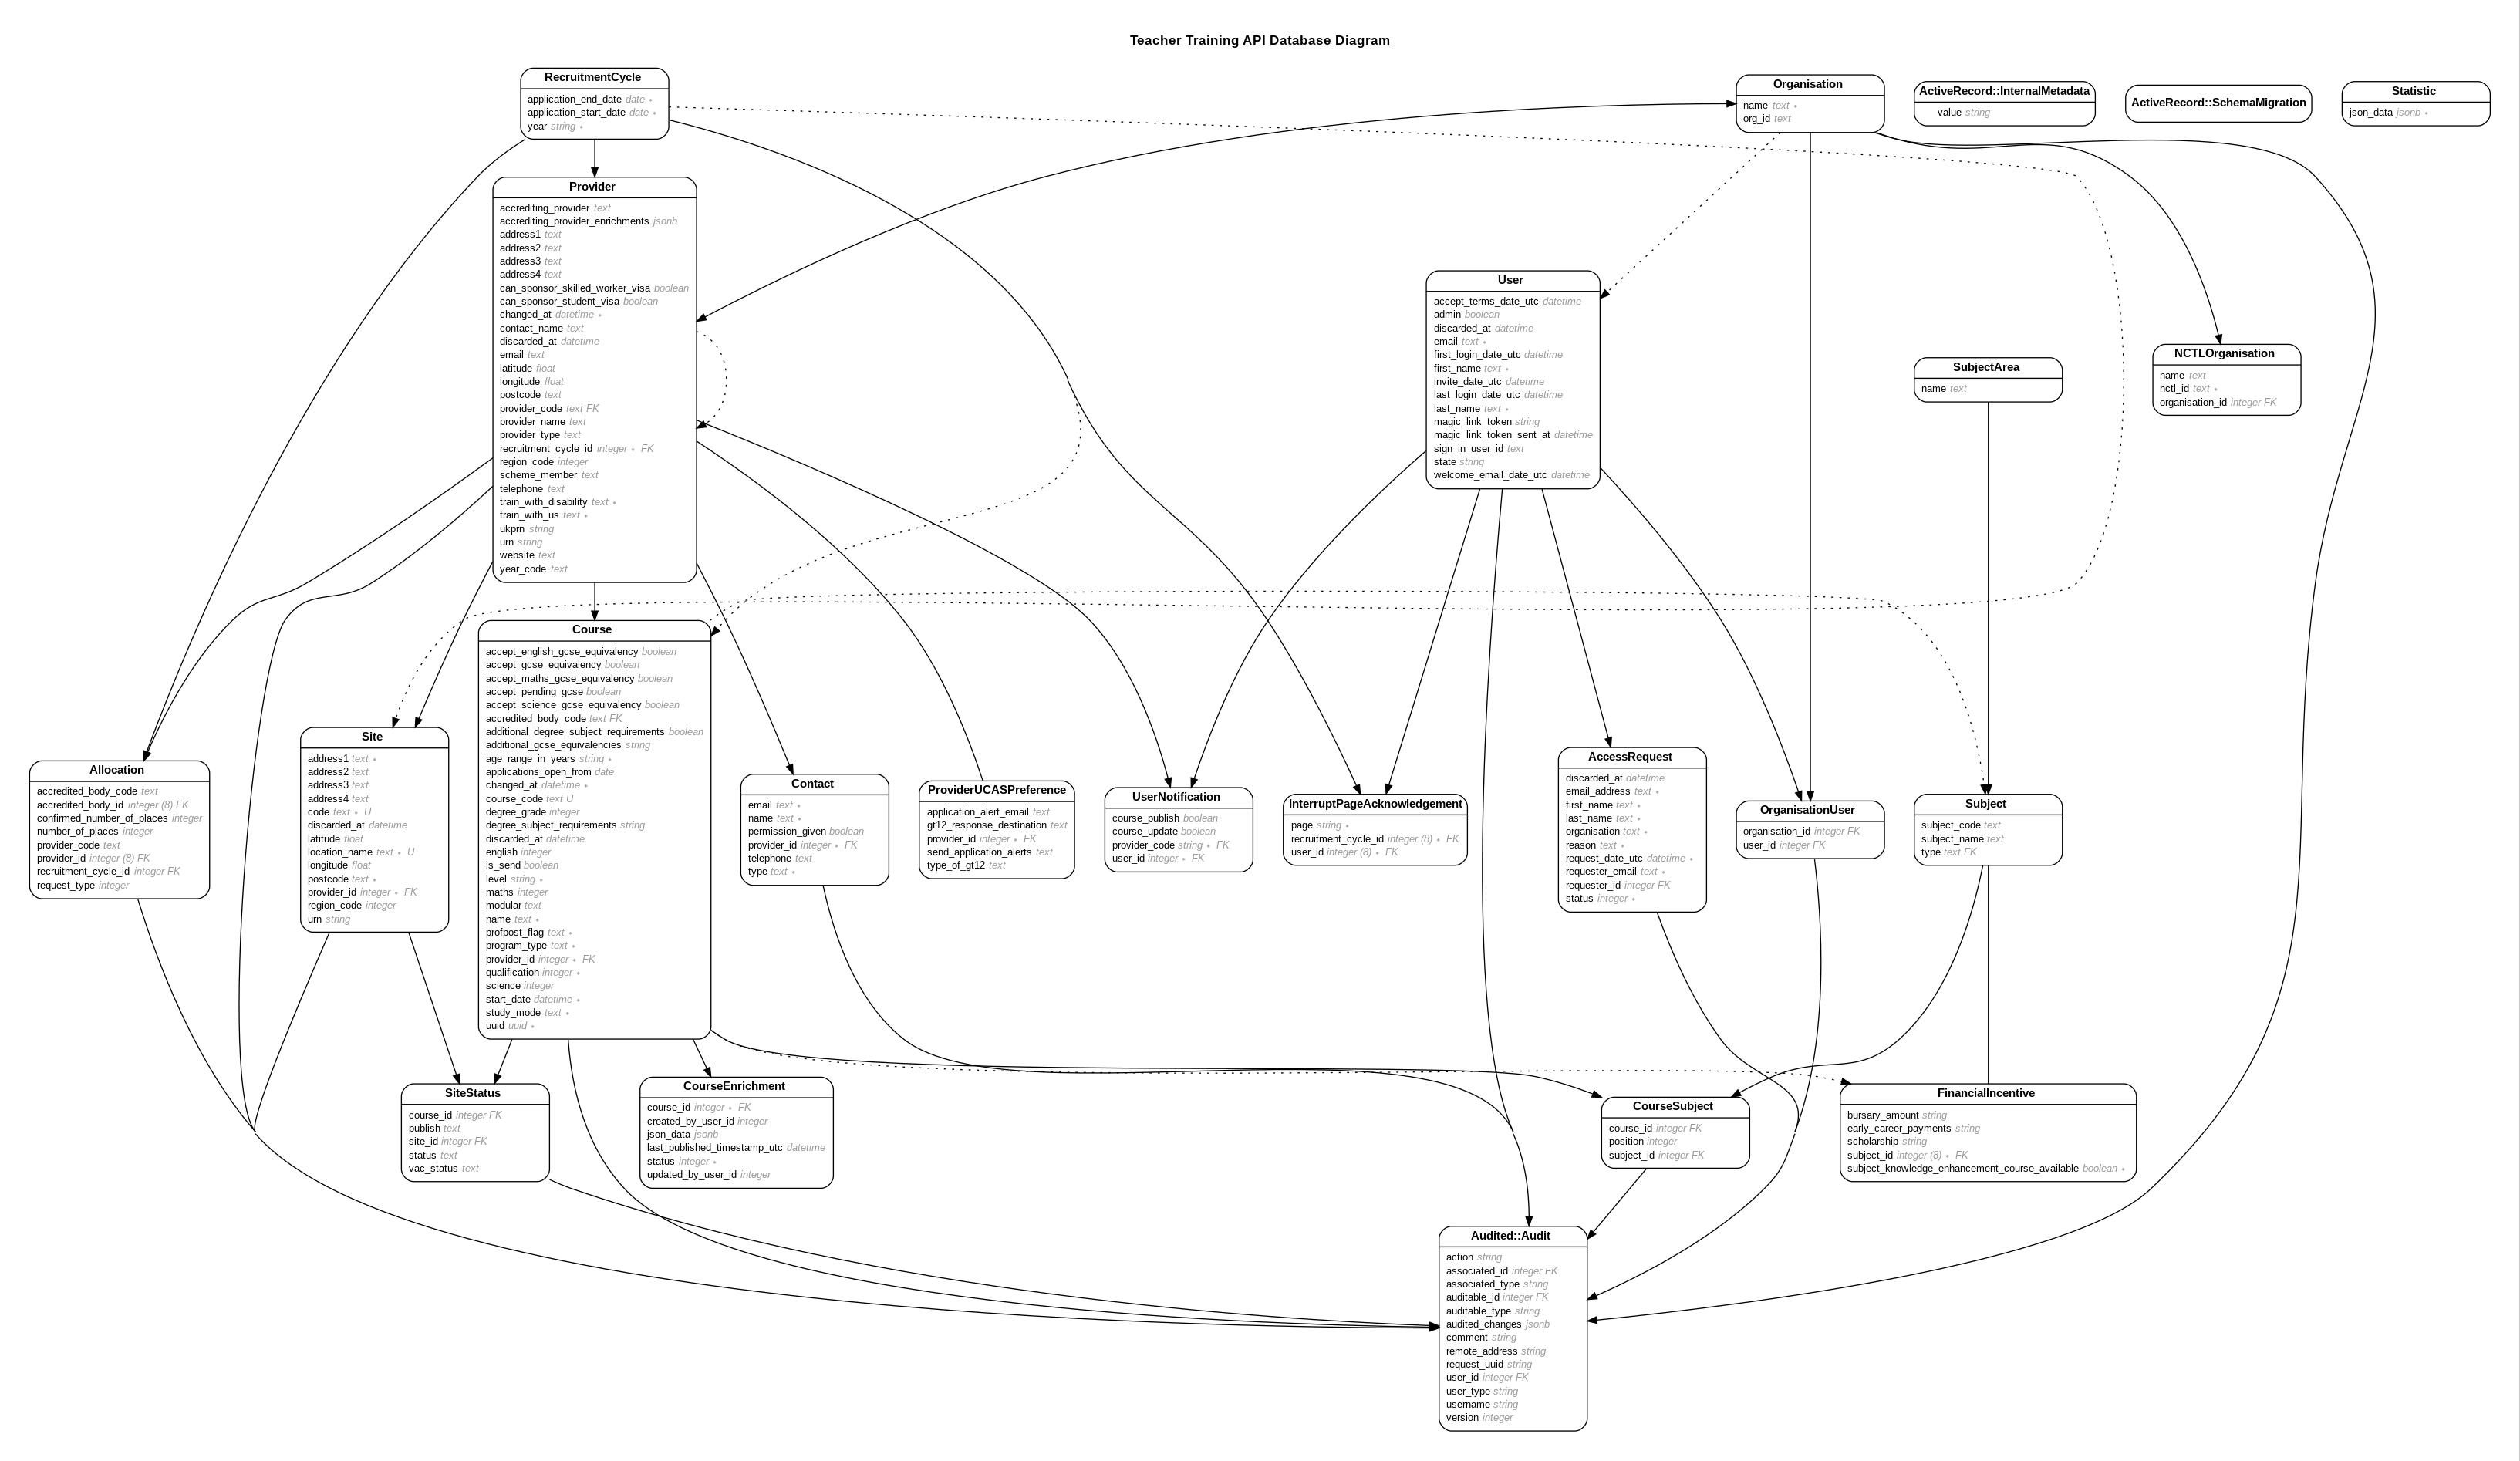 Teacher Training API Database Diagram
RecruitmentCycle
application_end_date date ∗
application_start_date date ∗
year string ∗
Organisation
name text ∗
org_id text
ActiveRecord::InternalMetadata
value string
ActiveRecord::SchemaMigration
Statistic
json_data jsonb ∗
Provider
accrediting_provider text
accrediting_provider_enrichments jsonb
address1 text
address2 text
address3 text
address4 text
can_sponsor_skilled_worker_visa boolean
can_sponsor_student_visa boolean
changed_at datetime ∗
contact_name text
discarded_at datetime
email text
latitude float
longitude float
postcode text
provider_code text FK
provider_name text
provider_type text
recruitment_cycle_id integer ∗ FK
region_code integer
scheme_member text
telephone text
train_with_disability text ∗
train_with_us text ∗
ukprn string
urn string
website text
year_code text
User
accept_terms_date_utc datetime
admin boolean
discarded_at datetime
email text ∗
first_login_date_utc datetime
first_name text ∗
invite_date_utc datetime
last_login_date_utc datetime
last_name text ∗
magic_link_token string
magic_link_token_sent_at datetime
sign_in_user_id text
state string
welcome_email_date_utc datetime
SubjectArea
name text
NCTLOrganisation
name text
nctl_id text ∗
organisation_id integer FK
Course
accept_english_gcse_equivalency boolean
accept_gcse_equivalency boolean
accept_maths_gcse_equivalency boolean
accept_pending_gcse boolean
accept_science_gcse_equivalency boolean
accredited_body_code text FK
additional_degree_subject_requirements boolean
additional_gcse_equivalencies string
age_range_in_years string ∗
applications_open_from date
changed_at datetime ∗
course_code text U
degree_grade integer
degree_subject_requirements string
discarded_at datetime
english integer
is_send boolean
level string ∗
maths integer
modular text
name text ∗
profpost_flag text ∗
program_type text ∗
provider_id integer ∗ FK
qualification integer ∗
science integer
start_date datetime ∗
study_mode text ∗
uuid uuid ∗
Allocation
accredited_body_code text
accredited_body_id integer (8) FK
confirmed_number_of_places integer
number_of_places integer
provider_code text
provider_id integer (8) FK
recruitment_cycle_id integer FK
request_type integer
Site
address1 text ∗
address2 text
address3 text
address4 text
code text ∗ U
discarded_at datetime
latitude float
location_name text ∗ U
longitude float
postcode text ∗
provider_id integer ∗ FK
region_code integer
urn string
Contact
email text ∗
name text ∗
permission_given boolean
provider_id integer ∗ FK
telephone text
type text ∗
ProviderUCASPreference
application_alert_email text
gt12_response_destination text
provider_id integer ∗ FK
send_application_alerts text
type_of_gt12 text
UserNotification
course_publish boolean
course_update boolean
provider_code string ∗ FK
user_id integer ∗ FK
InterruptPageAcknowledgement
page string ∗
recruitment_cycle_id integer (8) ∗ FK
user_id integer (8) ∗ FK
AccessRequest
discarded_at datetime
email_address text ∗
first_name text ∗
last_name text ∗
organisation text ∗
reason text ∗
request_date_utc datetime ∗
requester_email text ∗
requester_id integer FK
status integer ∗
OrganisationUser
organisation_id integer FK
user_id integer FK
Subject
subject_code text
subject_name text
type text FK
SiteStatus
course_id integer FK
publish text
site_id integer FK
status text
vac_status text
CourseEnrichment
course_id integer ∗ FK
created_by_user_id integer
json_data jsonb
last_published_timestamp_utc datetime
status integer ∗
updated_by_user_id integer
CourseSubject
course_id integer FK
position integer
subject_id integer FK
FinancialIncentive
bursary_amount string
early_career_payments string
scholarship string
subject_id integer (8) ∗ FK
subject_knowledge_enhancement_course_available boolean ∗
Audited::Audit
action string
associated_id integer FK
associated_type string
auditable_id integer FK
auditable_type string
audited_changes jsonb
comment string
remote_address string
request_uuid string
user_id integer FK
user_type string
username string
version integer